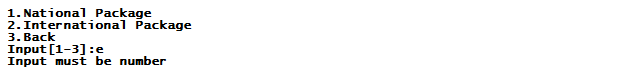 1.National Package
2.International Package
3.Back
Input[1-3]:e
Input must be number